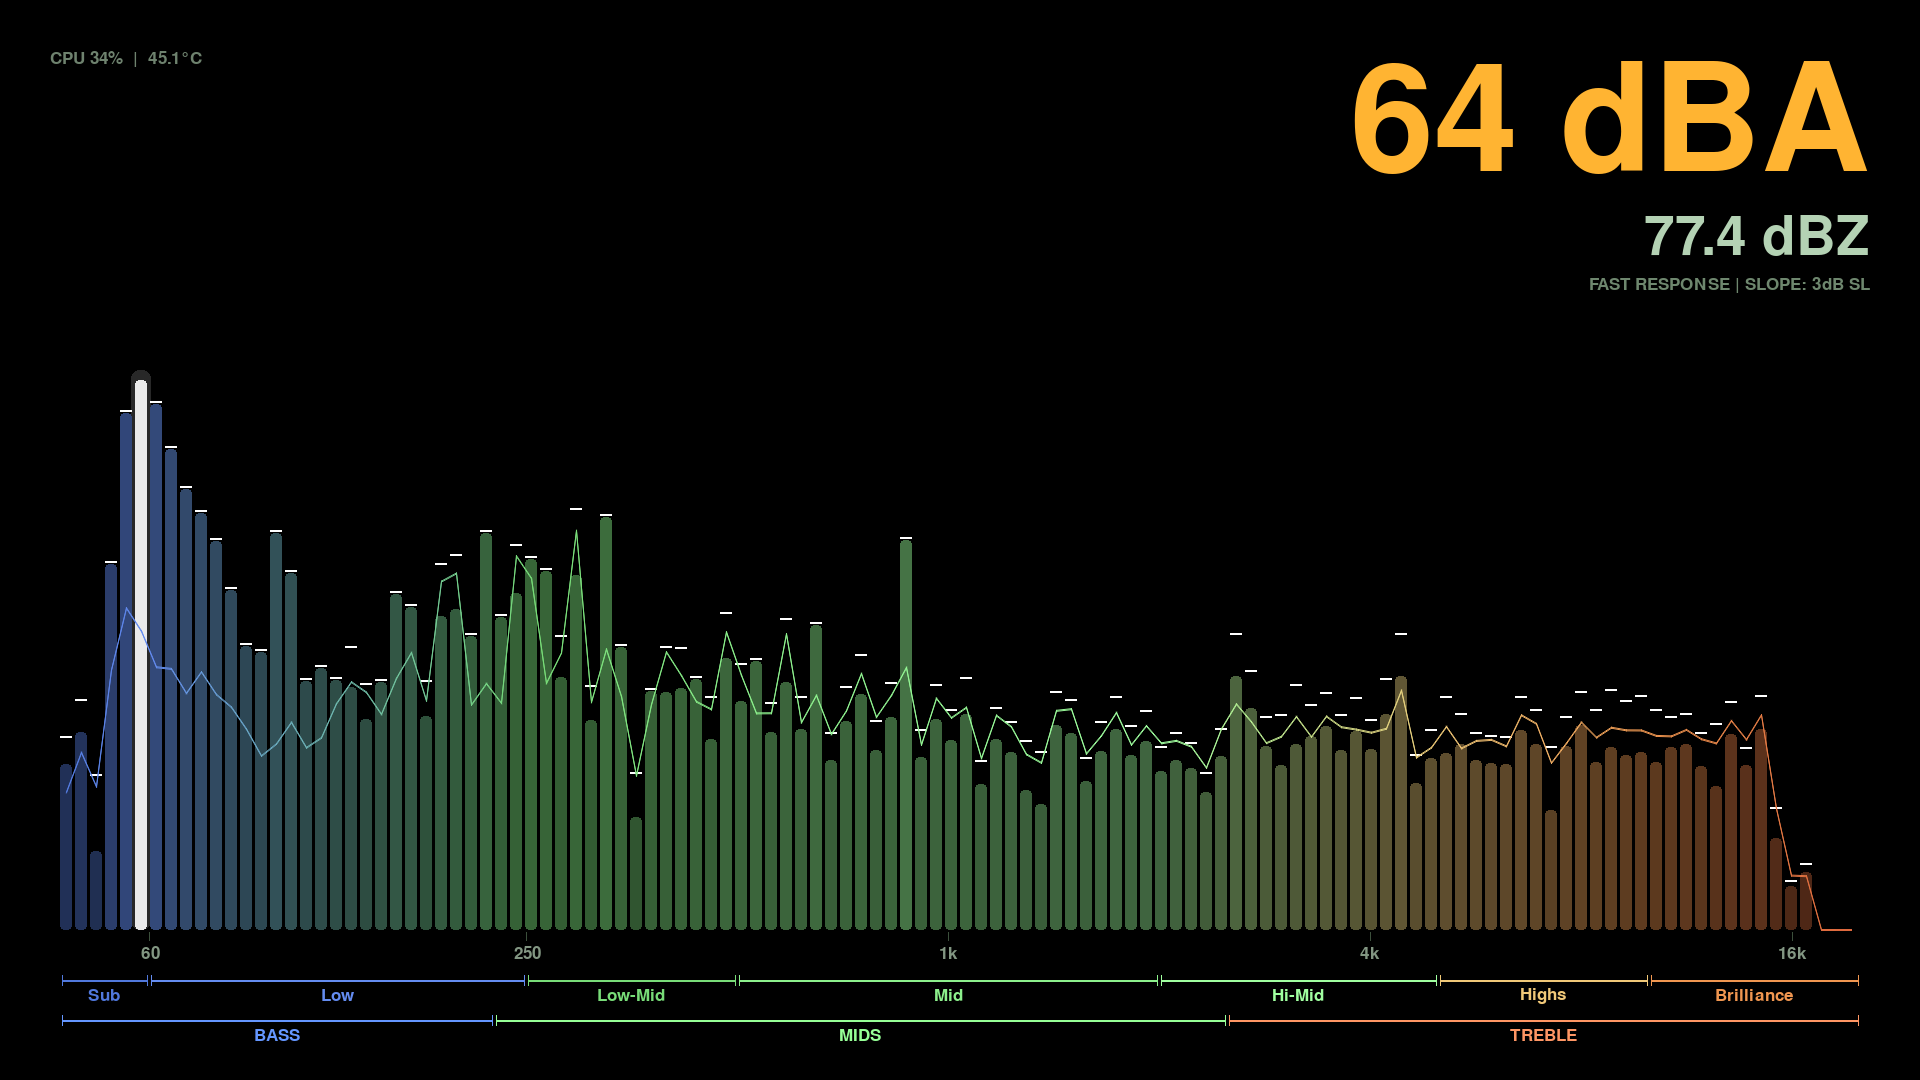 CPU 34% | 45.1°C
64 dBA
77.4 dBZ
FAST RESPONSE | SLOPE: 3dB SL
60 250 1k 4k 16k
Sub Low Low-Mid Mid Hi-Mid Highs Brilliance
BASS MIDS TREBLE